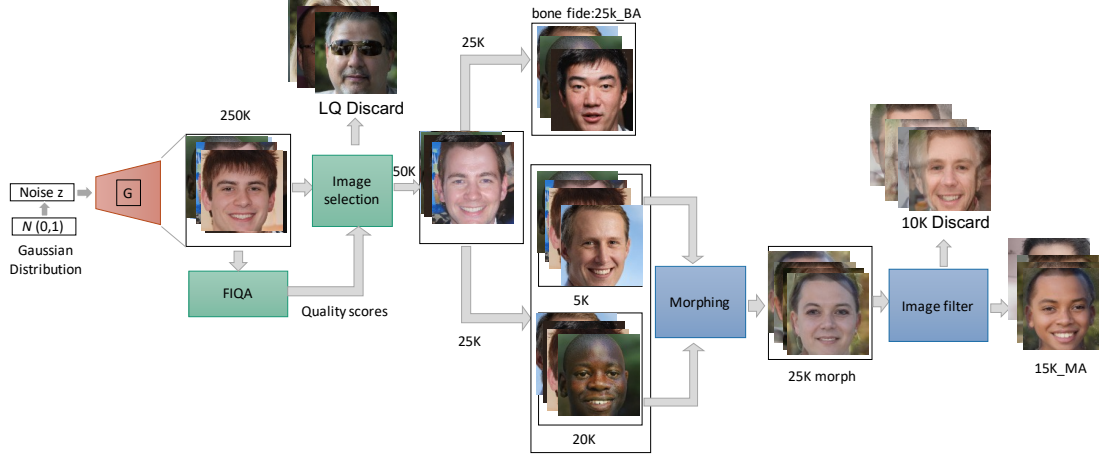 bone fide:25k_BA
25K
LQ Discard
250K
50K
Image
selection
G
Noise z
N (0,1)
Gaussian
Distribution
FIQA
Quality scores
25K
5K
20K
Morphing
25K morph
10K Discard
Image filter
15K_MA